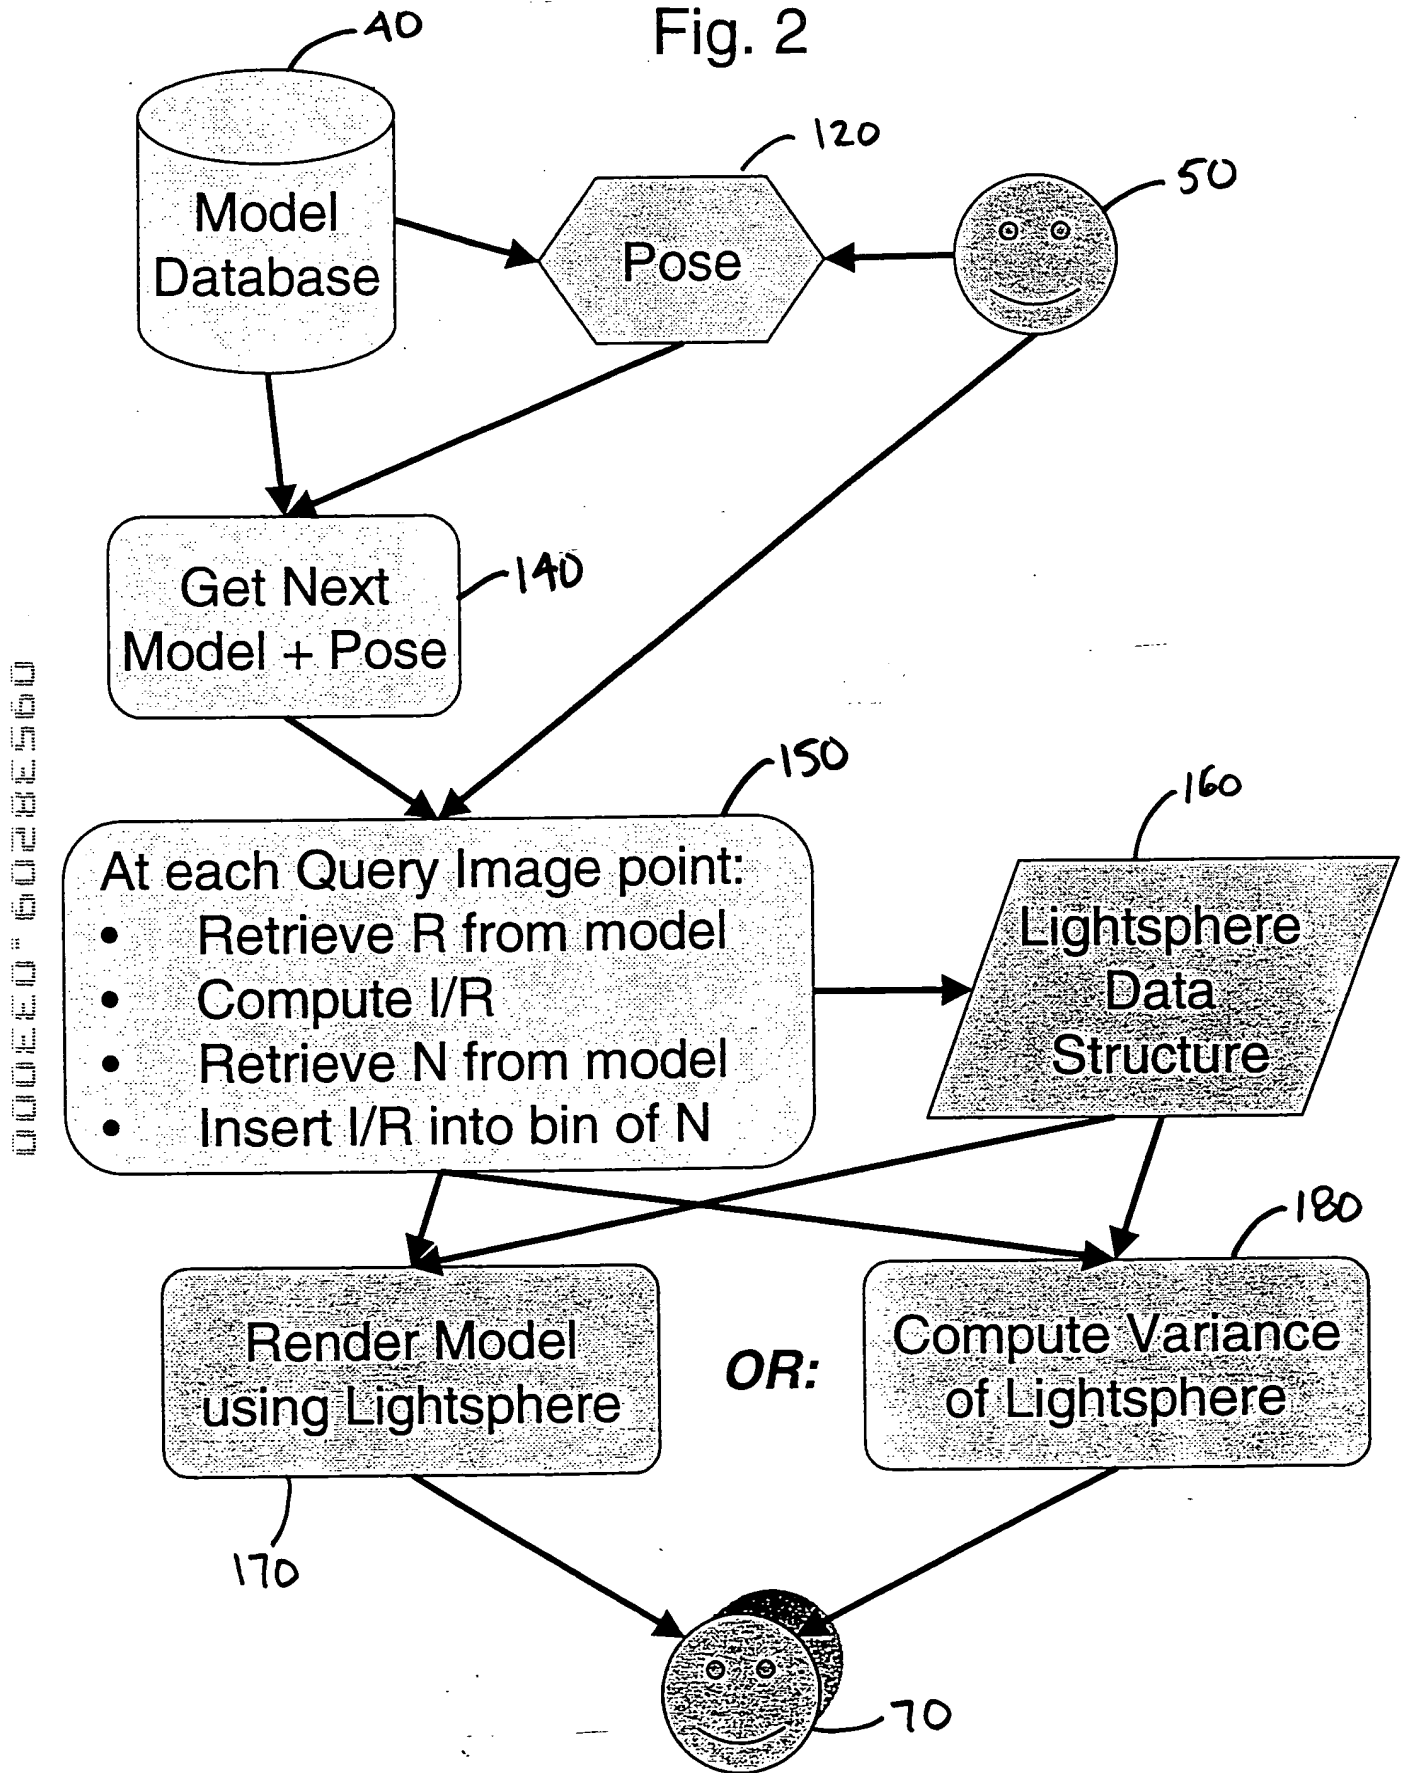 Fig. 2
40
120
50
Model
Database
Pose
Get Next
Model + Pose
140
150
160
At each Query Image point:
• Retrieve R from model
• Compute I/R
• Retrieve N from model
• Insert I/R into bin of N
Lightsphere
Data
Structure
180
Render Model
using Lightsphere
OR:
Compute Variance
of Lightsphere
170
70